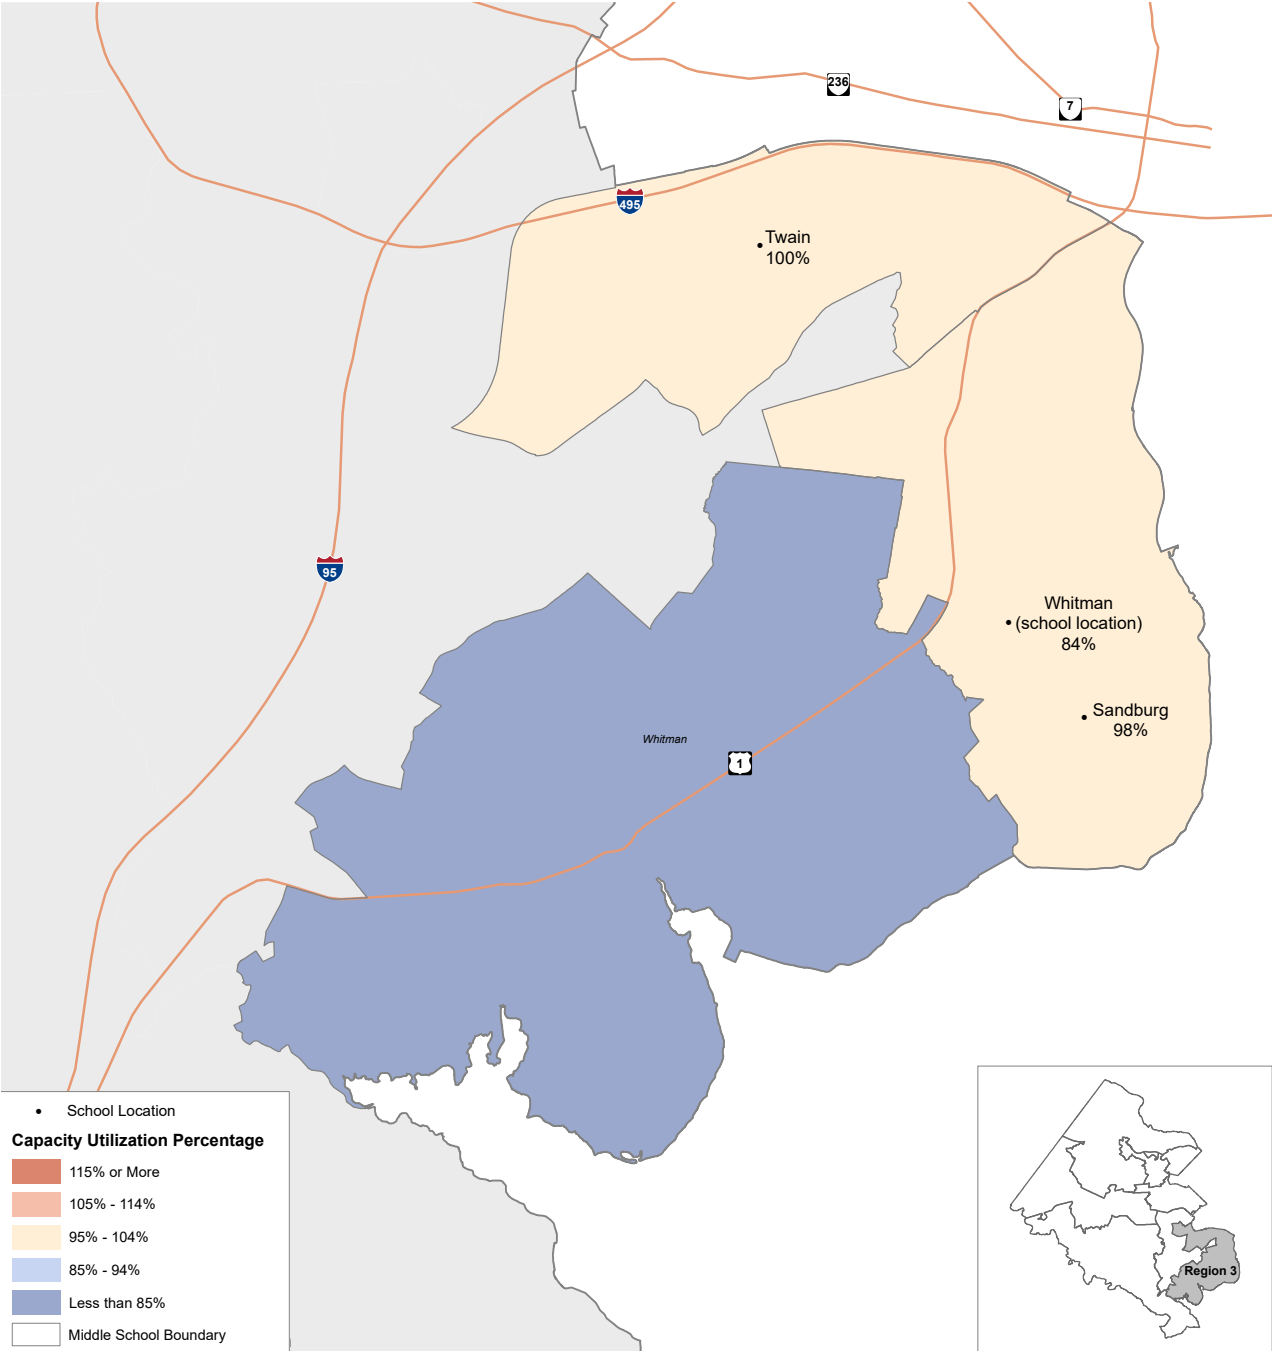 236
7
495
Twain
100%
95
Whitman
(school location)
84%
Sandburg
98%
Whitman
1
School Location
Capacity Utilization Percentage
115% or More
105% - 114%
95% - 104%
85% - 94%
Less than 85%
Middle School Boundary
Region 3